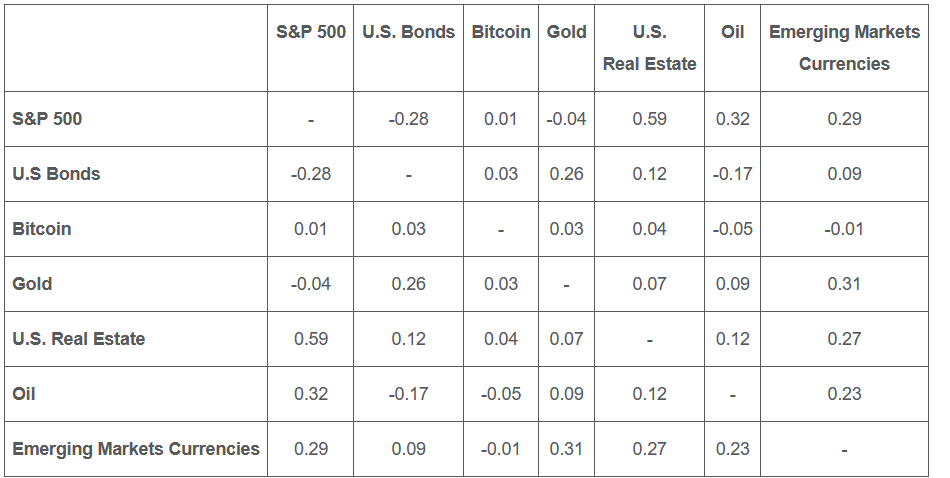 S&P 500 U.S. Bonds Bitcoin Gold U.S. Real Estate Oil Emerging Markets Currencies
S&P 500 - -0.28 0.01 -0.04 0.59 0.32 0.29
U.S Bonds -0.28 - 0.03 0.26 0.12 -0.17 0.09
Bitcoin 0.01 0.03 - 0.03 0.04 -0.05 -0.01
Gold -0.04 0.26 0.03 - 0.07 0.09 0.31
U.S. Real Estate 0.59 0.12 0.04 0.07 - 0.12 0.27
Oil 0.32 -0.17 -0.05 0.09 0.12 - 0.23
Emerging Markets Currencies 0.29 0.09 -0.01 0.31 0.27 0.23 -